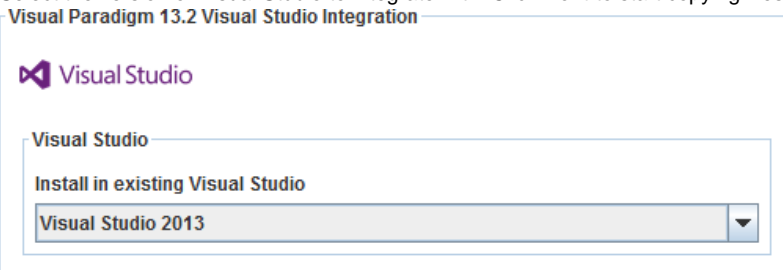 Visual Paradigm 13.2 Visual Studio Integration
Visual Studio
Visual Studio
Install in existing Visual Studio
Visual Studio 2013